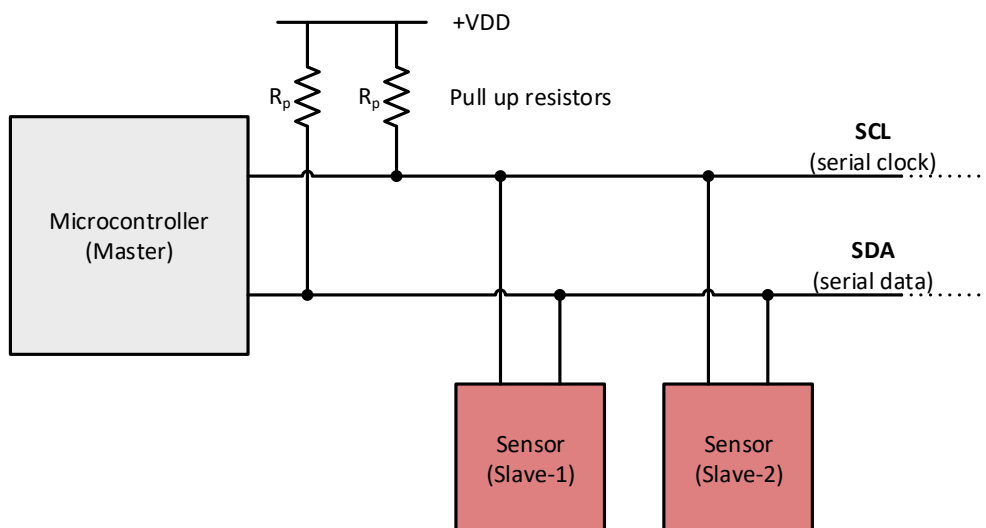 +VDD
Rp
Rp
Pull up resistors
SCL
(serial clock)
Microcontroller
(Master)
SDA
(serial data)
Sensor
(Slave-1)
Sensor
(Slave-2)